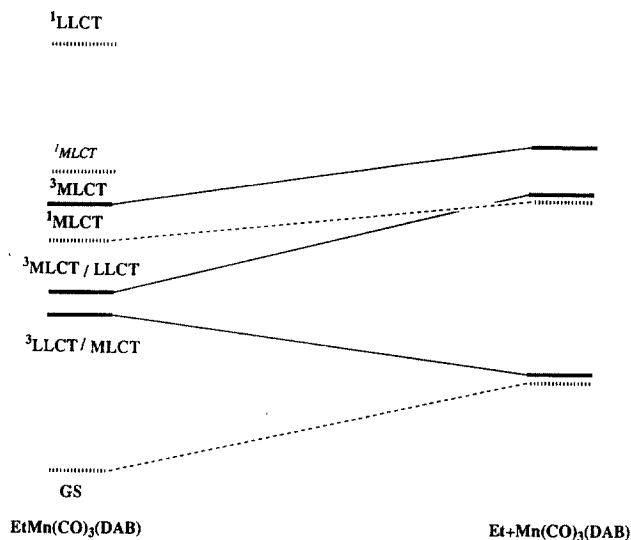 ¹LLCT
¹MLCT
³MLCT
¹MLCT
³MLCT / LLCT
³LLCT / MLCT
GS
EtMn(CO)₃(DAB)
Et+Mn(CO)₃(DAB)